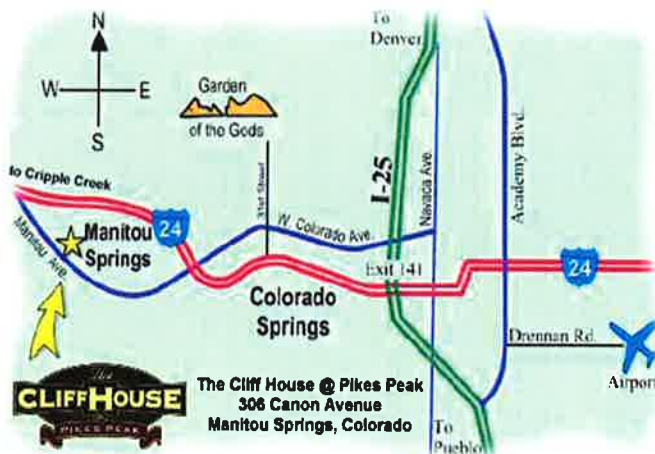 N
W
E
S
To
Denver
Garden
of the Gods
31st Street
I-25
Navaca Ave.
Academy Blvd.
to Cripple Creek
24
Manitou Ave.
Manitou
Springs
W. Colorado Ave.
Exit 141
24
Colorado
Springs
Drennan Rd.
Airport
The
CLIFF HOUSE
PIKES PEAK
The Cliff House @ Pikes Peak
306 Canon Avenue
Manitou Springs, Colorado
To
Pueblo